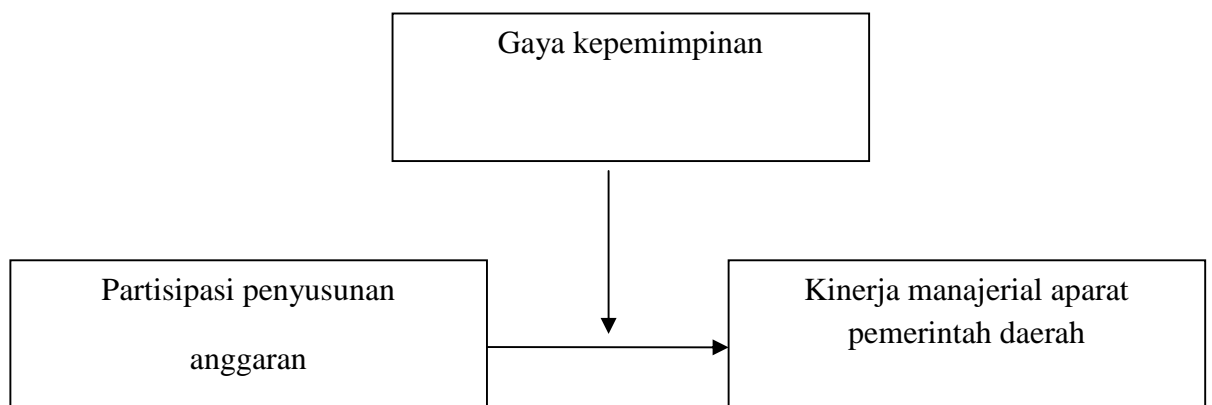 Gaya kepemimpinan
Partisipasi penyusunan
anggaran
Kinerja manajerial aparat
pemerintah daerah